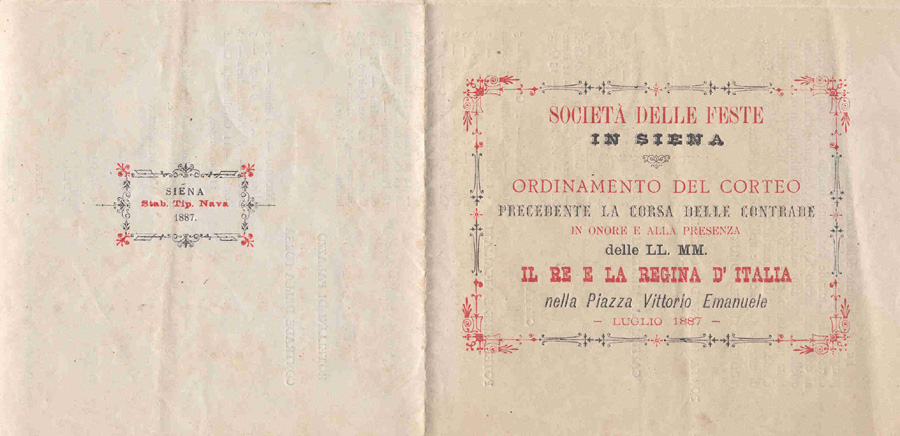 SIENA
Stab. Tip. Nava
1887.
SOCIETÀ DELLE FESTE
IN SIENA
ORDINAMENTO DEL CORTEO
PRECEDENTE LA CORSA DELLE CONTRADE
IN ONORE E ALLA PRESENZA
delle LL. MM.
IL RE E LA REGINA D' ITALIA
nella Piazza Vittorio Emanuele
— LUGLIO 1887 —